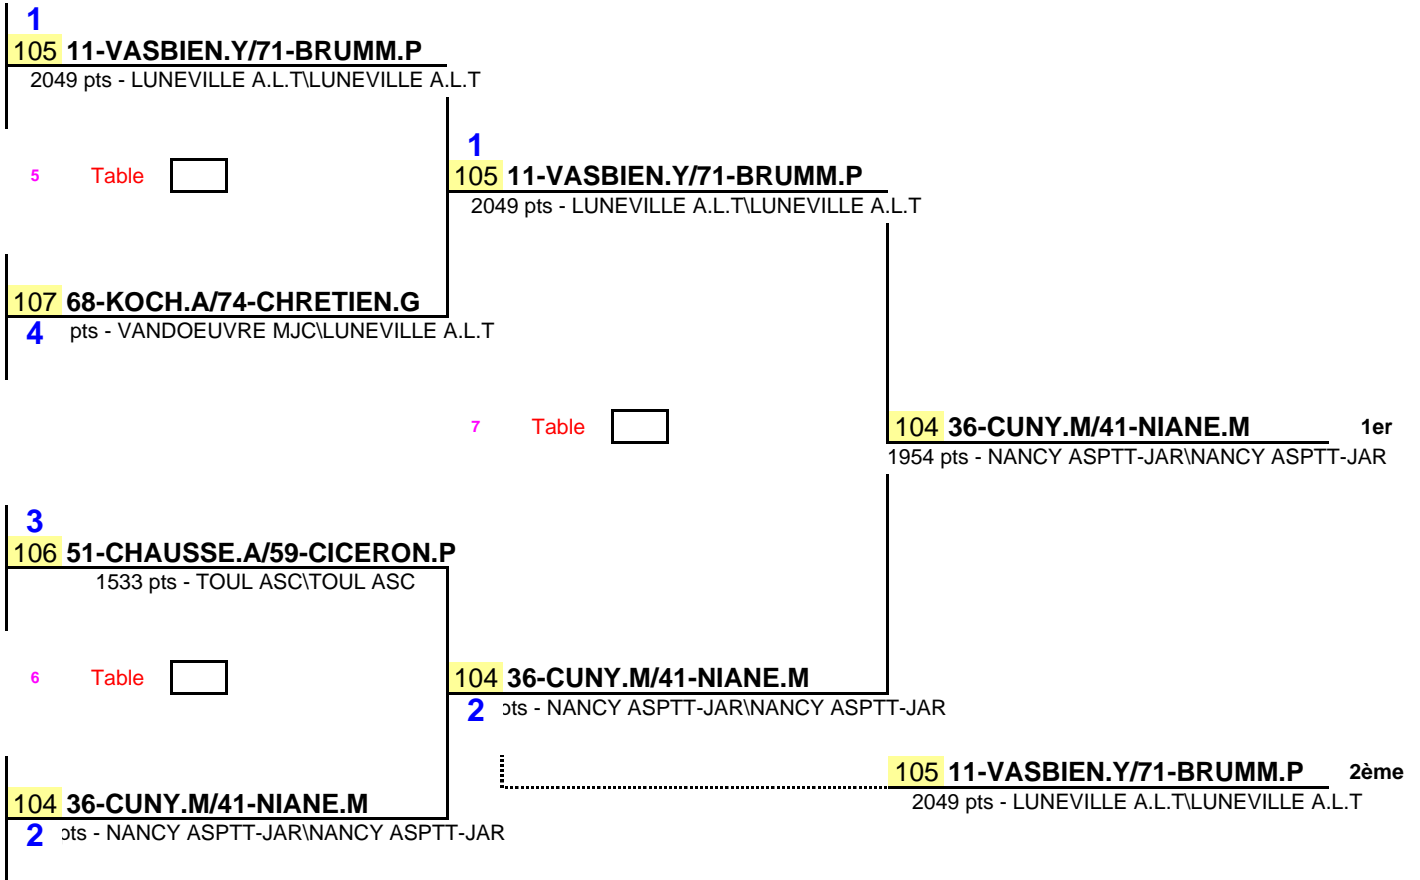 1
105 11-VASBIEN.Y/71-BRUMM.P
2049 pts - LUNEVILLE A.L.T\LUNEVILLE A.L.T
1
5 Table
105 11-VASBIEN.Y/71-BRUMM.P
2049 pts - LUNEVILLE A.L.T\LUNEVILLE A.L.T
107 68-KOCH.A/74-CHRETIEN.G
4 pts - VANDOEUVRE MJC\LUNEVILLE A.L.T
7 Table
104 36-CUNY.M/41-NIANE.M 1er
1954 pts - NANCY ASPTT-JAR\NANCY ASPTT-JAR
3
106 51-CHAUSSE.A/59-CICERON.P
1533 pts - TOUL ASC\TOUL ASC
6 Table
104 36-CUNY.M/41-NIANE.M
2 pts - NANCY ASPTT-JAR\NANCY ASPTT-JAR
105 11-VASBIEN.Y/71-BRUMM.P 2ème
2049 pts - LUNEVILLE A.L.T\LUNEVILLE A.L.T
104 36-CUNY.M/41-NIANE.M
2 pts - NANCY ASPTT-JAR\NANCY ASPTT-JAR